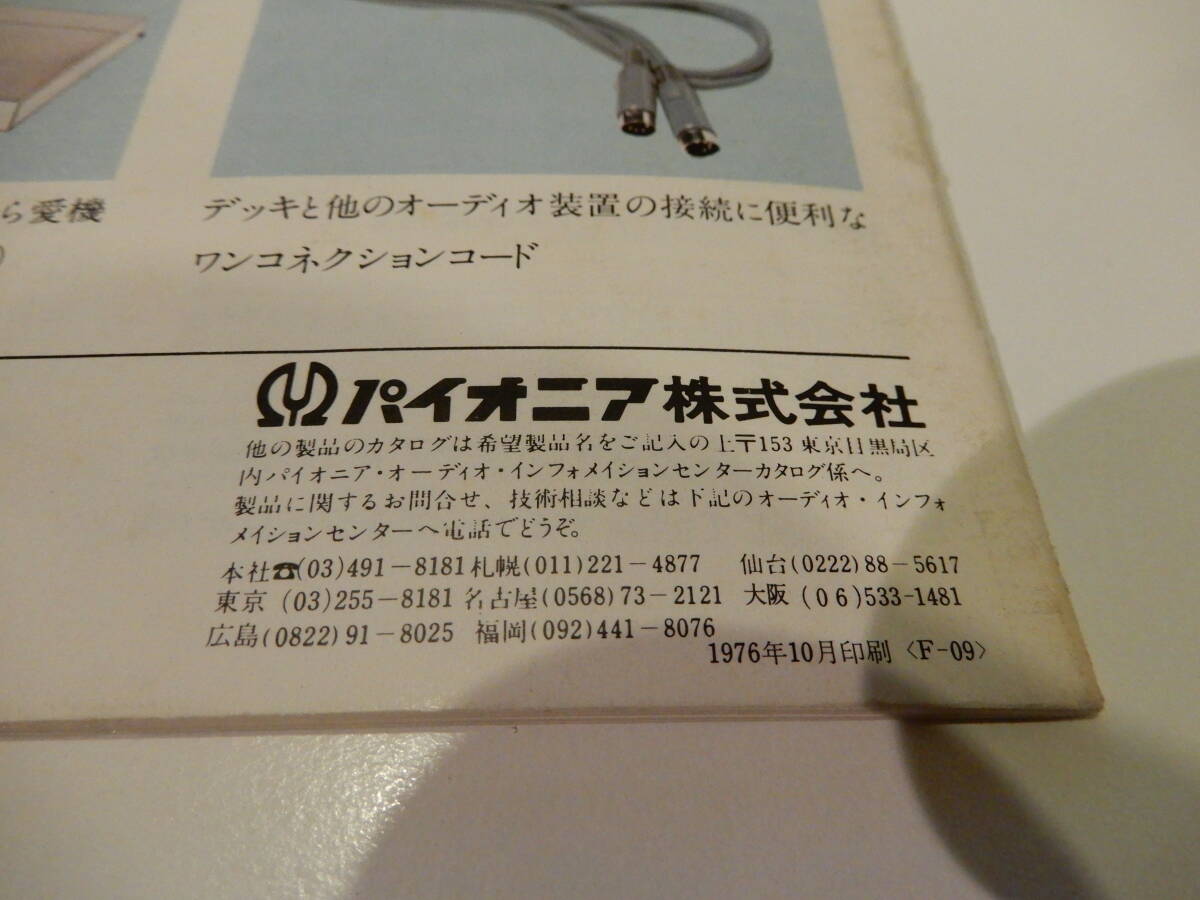 ら愛機
)
デッキと他のオーディオ装置の接続に便利な
ワンコネクションコード
パイオニア株式会社
他の製品のカタログは希望製品名をご記入の上〒153 東京目黒局区
内パイオニア・オーディオ・インフォメイションセンターカタログ係へ。
製品に関するお問合せ、技術相談などは下記のオーディオ・インフォ
メイションセンターへ電話でどうぞ。
本社☎(03)491-8181 札幌(011)221-4877 仙台(0222)88-5617
東京 (03)255-8181 名古屋(0568)73-2121 大阪(06)533-1481
広島(0822)91-8025 福岡(092)441-8076
1976年10月印刷〈F-09〉